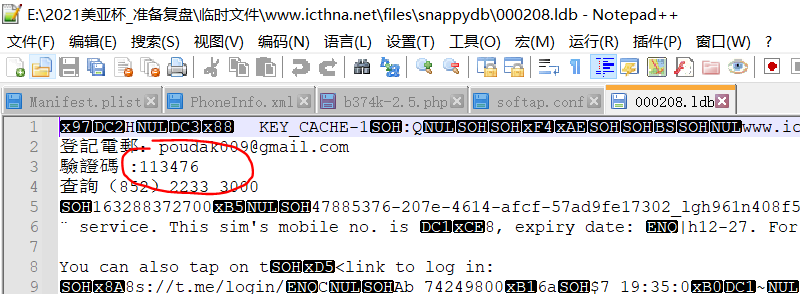 E:\2021美亚杯_准备复盘\临时文件\www.icthna.net\files\snappydb\000208.ldb - Notepad++
文件(F) 编辑(E) 搜索(S) 视图(V) 编码(N) 语言(L) 设置(T) 工具(O) 宏(M) 运行(R) 插件(P) 窗口(W) ?
Manifest.plist PhoneInfo.xml b374k-2.5.php softap.conf 000208.ldb
1 x97DC2HNULDC3x88 KEY_CACHE-1SOH:QNULSOHSOHxF4xAESOHSOHBSSOHNULwww.ic
2 登記電郵: poudak009@gmail.com
3 驗證碼 :113476
4 查詢 (852) 2233 3000
5 SOH163288372700xB5NULSOH47885376-207e-4614-afcf-57ad9fe17302_lgh961n408f5
6 ¨ service. This sim's mobile no. is DC1xCE8, expiry date: ENQ|h12-27. For
7
8 You can also tap on tSOHxD5<link to log in:
9 SOHx8A8s://t.me/login/ENQCNULSOHAb 74249800xB16aSOH$7 19:35:0xB0DC1~NUL